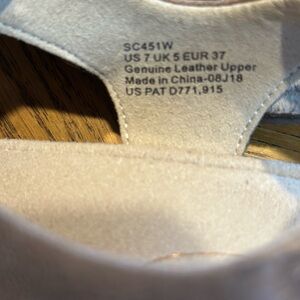 SC451W
US 7 UK 5 EUR 37
Genuine Leather Upper
Made in China-08J18
US PAT D771,915